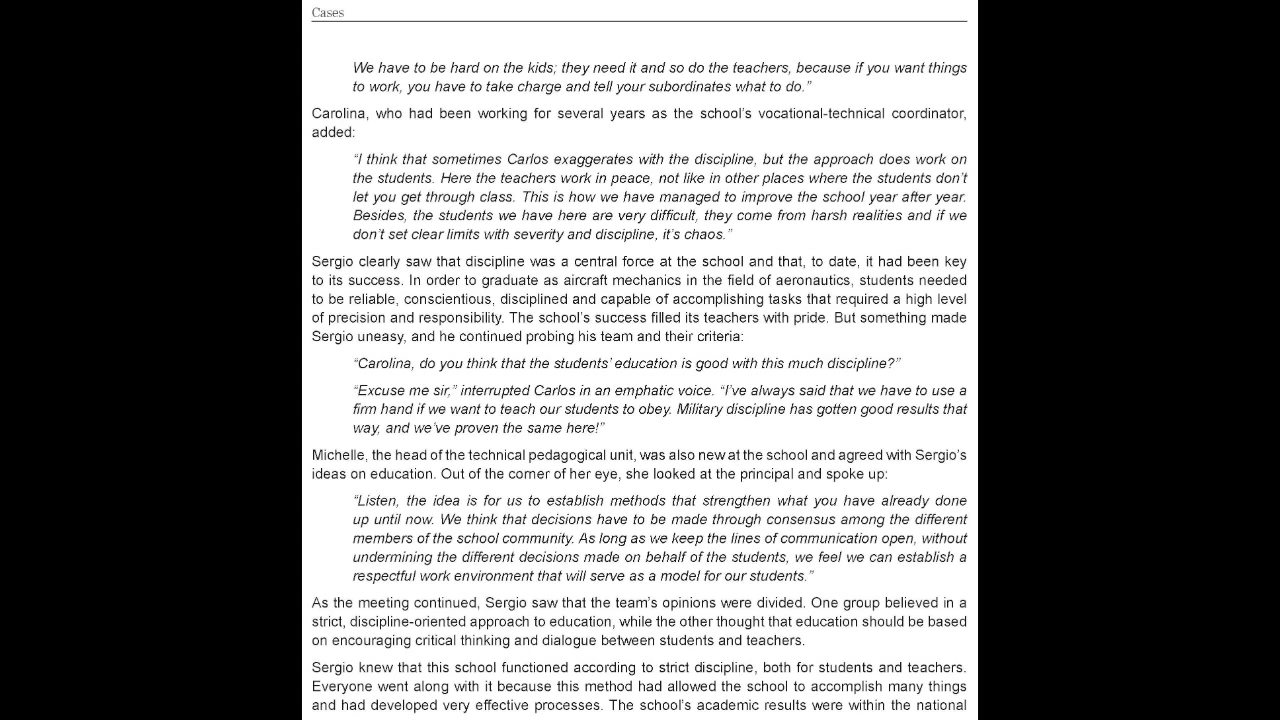 Cases
We have to be hard on the kids; they need it and so do the teachers, because if you want things
to work, you have to take charge and tell your subordinates what to do.”
Carolina, who had been working for several years as the school’s vocational-technical coordinator,
added:
“I think that sometimes Carlos exaggerates with the discipline, but the approach does work on
the students. Here the teachers work in peace, not like in other places where the students don’t
let you get through class. This is how we have managed to improve the school year after year.
Besides, the students we have here are very difficult, they come from harsh realities and if we
don’t set clear limits with severity and discipline, it’s chaos.”
Sergio clearly saw that discipline was a central force at the school and that, to date, it had been key
to its success. In order to graduate as aircraft mechanics in the field of aeronautics, students needed
to be reliable, conscientious, disciplined and capable of accomplishing tasks that required a high level
of precision and responsibility. The school’s success filled its teachers with pride. But something made
Sergio uneasy, and he continued probing his team and their criteria:
“Carolina, do you think that the students’ education is good with this much discipline?”
“Excuse me sir,” interrupted Carlos in an emphatic voice. “I’ve always said that we have to use a
firm hand if we want to teach our students to obey. Military discipline has gotten good results that
way, and we’ve proven the same here!”
Michelle, the head of the technical pedagogical unit, was also new at the school and agreed with Sergio’s
ideas on education. Out of the corner of her eye, she looked at the principal and spoke up:
“Listen, the idea is for us to establish methods that strengthen what you have already done
up until now. We think that decisions have to be made through consensus among the different
members of the school community. As long as we keep the lines of communication open, without
undermining the different decisions made on behalf of the students, we feel we can establish a
respectful work environment that will serve as a model for our students.”
As the meeting continued, Sergio saw that the team’s opinions were divided. One group believed in a
strict, discipline-oriented approach to education, while the other thought that education should be based
on encouraging critical thinking and dialogue between students and teachers.
Sergio knew that this school functioned according to strict discipline, both for students and teachers.
Everyone went along with it because this method had allowed the school to accomplish many things
and had developed very effective processes. The school’s academic results were within the national